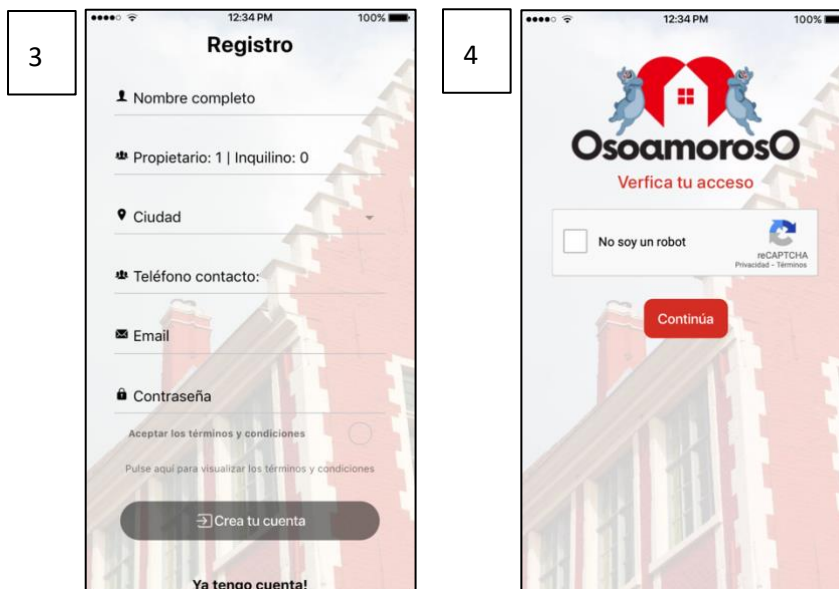 3
12:34 PM
100%
Registro
Nombre completo
Propietario: 1 | Inquilino: 0
Ciudad
Teléfono contacto:
Email
Contraseña
Aceptar los términos y condiciones
Pulse aquí para visualizar los términos y condiciones
Crea tu cuenta
Ya tengo cuenta!
4
12:34 PM
100%
OsoamorosO
Verfica tu acceso
No soy un robot
reCAPTCHA
Privacidad - Términos
Continúa